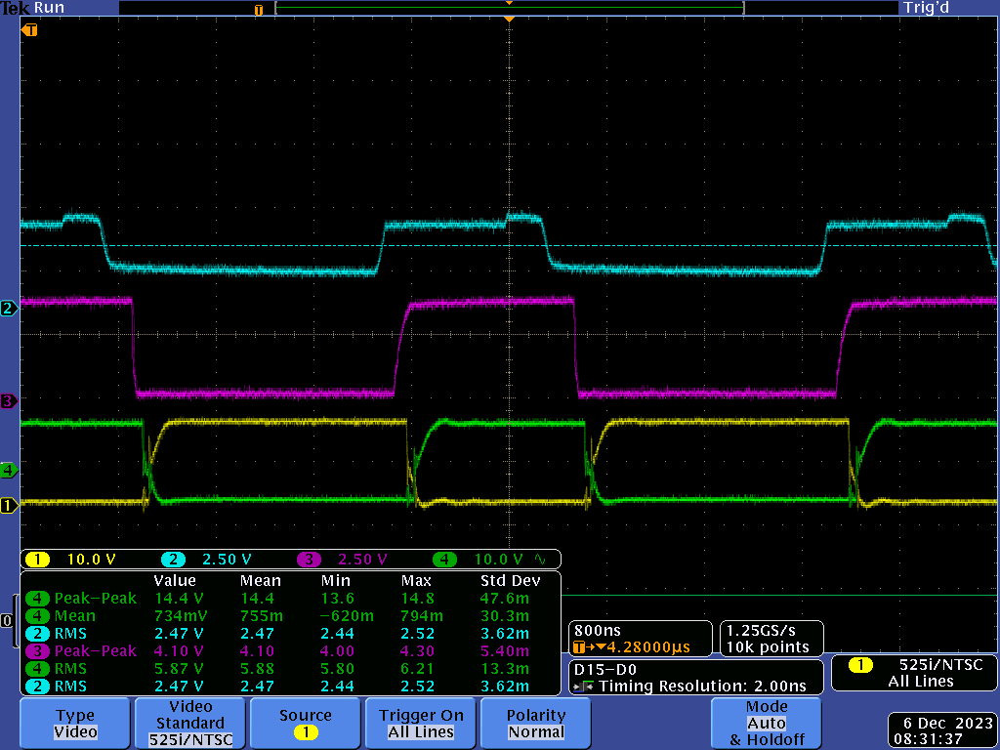 Tek Run Trig'd
T
T
2
3
4
1
1 10.0 V 2 2.50 V 3 2.50 V 4 10.0 V
Value Mean Min Max Std Dev
4 Peak-Peak 14.4 V 14.4 13.6 14.8 47.6m
4 Mean 734mV 755m -620m 794m 30.3m
2 RMS 2.47 V 2.47 2.44 2.52 3.62m
3 Peak-Peak 4.10 V 4.10 4.00 4.30 5.40m
4 RMS 5.87 V 5.88 5.80 6.21 13.3m
2 RMS 2.47 V 2.47 2.44 2.52 3.62m
0
800ns
T→▼4.28000μs
1.25GS/s
10k points
D15-D0
Timing Resolution: 2.00ns
1 525i/NTSC
All Lines
Type
Video
Video
Standard
525i/NTSC
Source
1
Trigger On
All Lines
Polarity
Normal
Mode
Auto
& Holdoff
6 Dec 2023
08:31:37